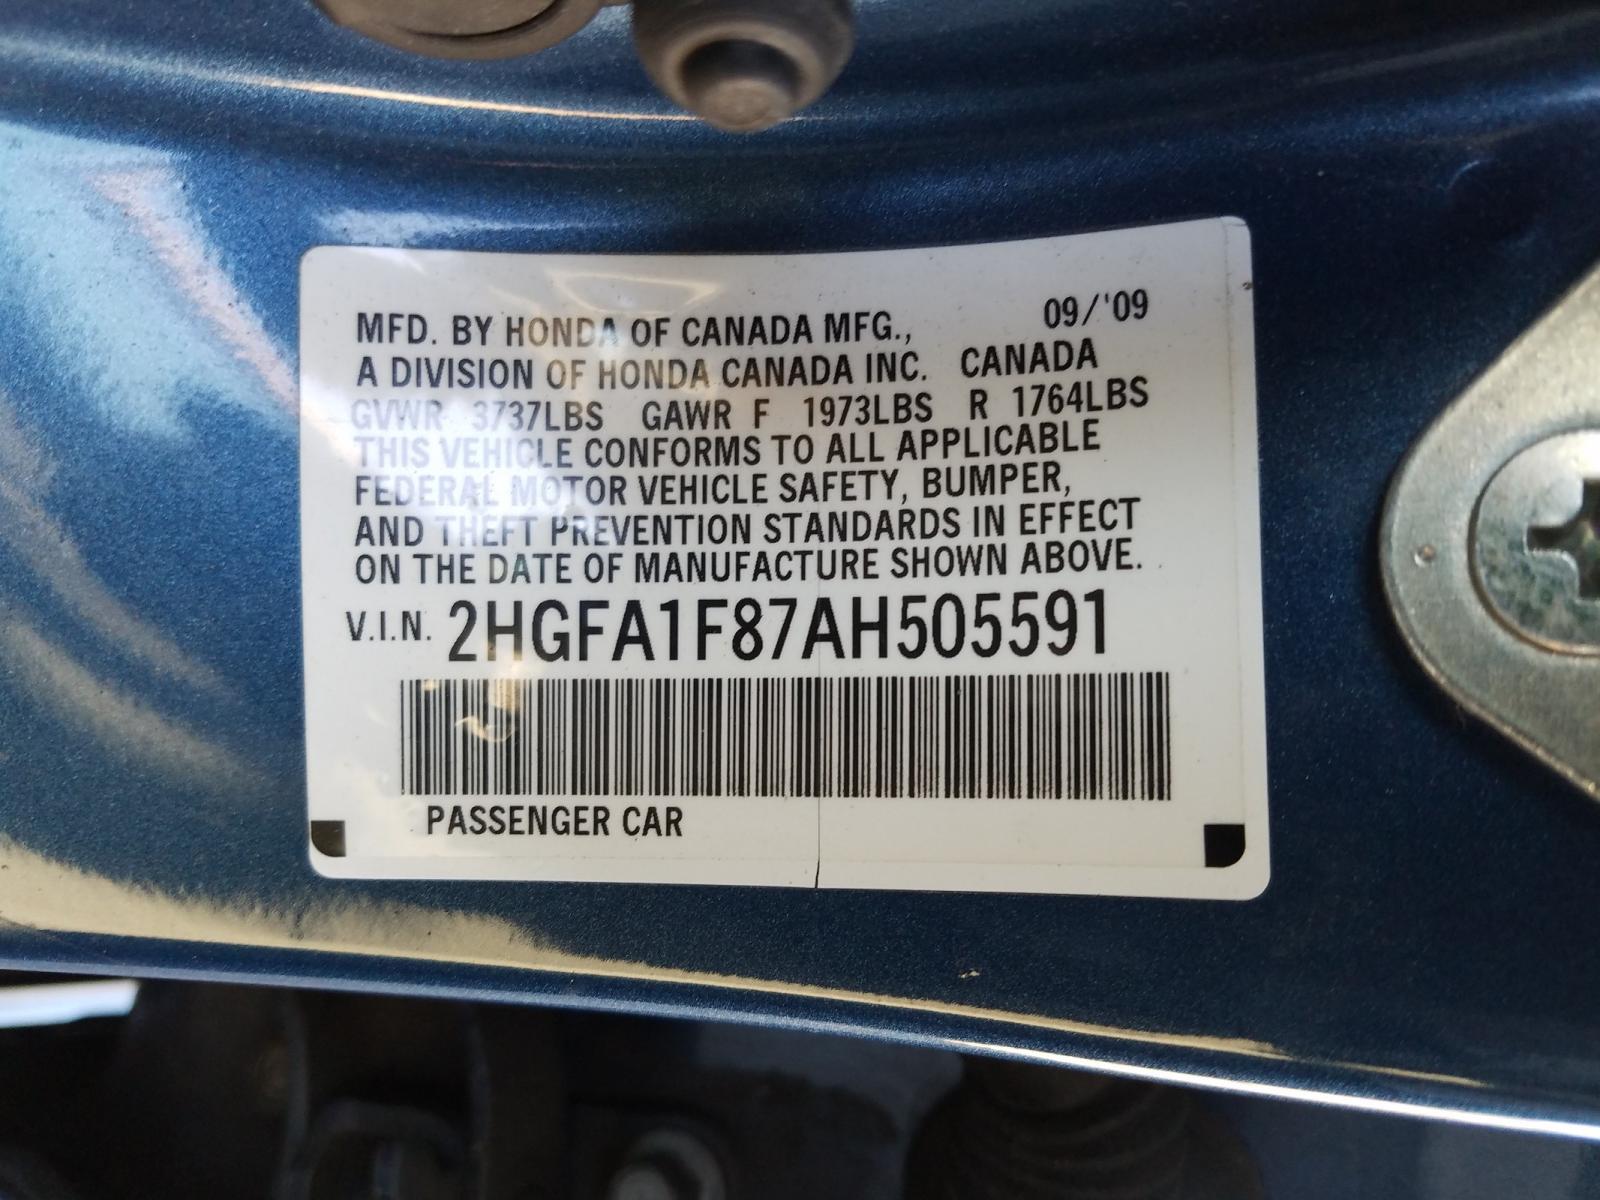 MFD. BY HONDA OF CANADA MFG., 09/'09
A DIVISION OF HONDA CANADA INC. CANADA
GVWR 3737LBS GAWR F 1973LBS R 1764LBS
THIS VEHICLE CONFORMS TO ALL APPLICABLE
FEDERAL MOTOR VEHICLE SAFETY, BUMPER,
AND THEFT PREVENTION STANDARDS IN EFFECT
ON THE DATE OF MANUFACTURE SHOWN ABOVE.
V.I.N. 2HGFA1F87AH505591
PASSENGER CAR